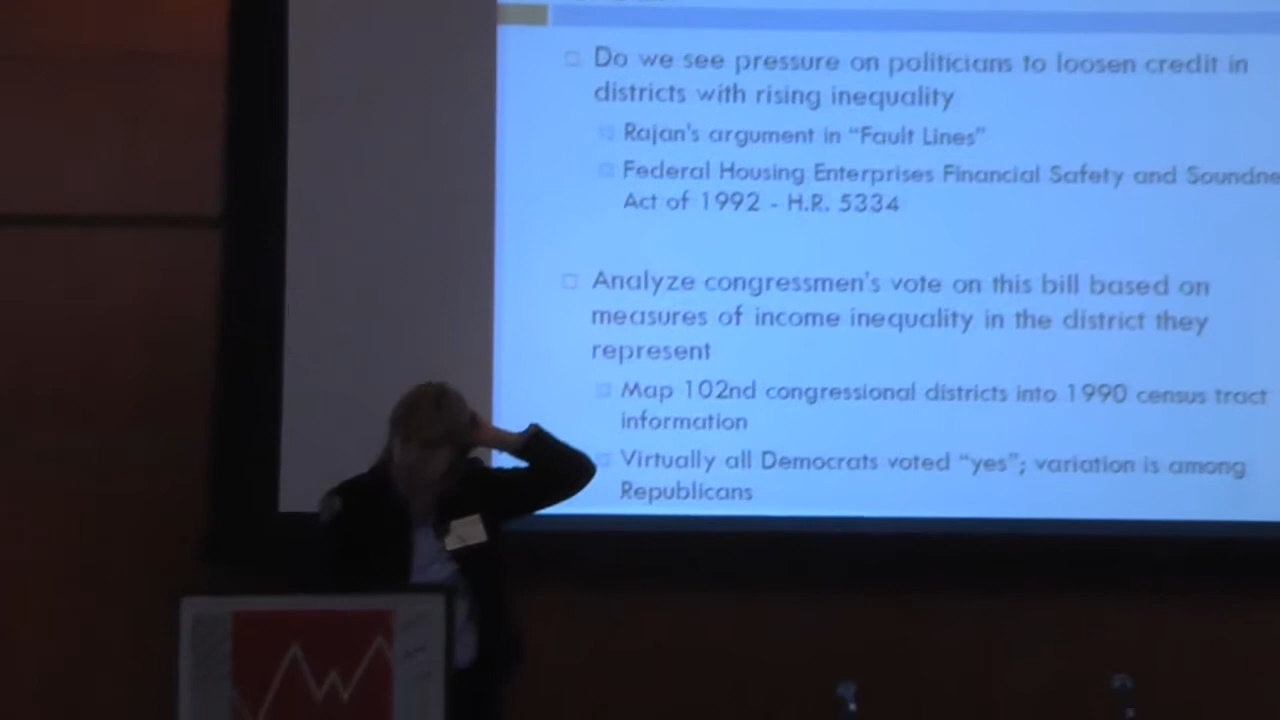 Do we see pressure on politicians to loosen credit in
districts with rising inequality
Rajan's argument in "Fault Lines"
Federal Housing Enterprises Financial Safety and Soundne
Act of 1992 - H.R. 5334
Analyze congressmen's vote on this bill based on
measures of income inequality in the district they
represent
Map 102nd congressional districts into 1990 census tract
information
Virtually all Democrats voted "yes"; variation is among
Republicans